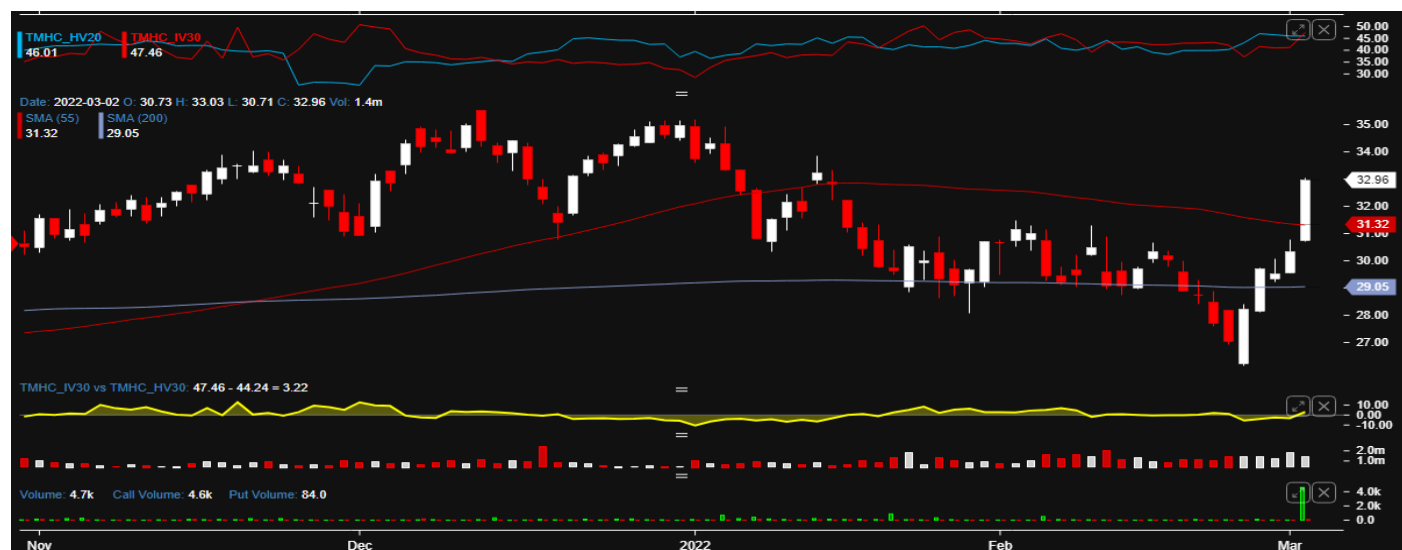 TMHC_HV20 TMHC_IV30
46.01 47.46
50.00
45.00
40.00
35.00
30.00
Date: 2022-03-02 O: 30.73 H: 33.03 L: 30.71 C: 32.96 Vol: 1.4m
SMA (55) SMA (200)
31.32 29.05
35.00
34.00
32.96
32.00
31.32
31.00
30.00
29.05
28.00
27.00
TMHC_IV30 vs TMHC_HV30: 47.46 - 44.24 = 3.22
10.00
0.00
-10.00
2.0m
1.0m
Volume: 4.7k Call Volume: 4.6k Put Volume: 84.0
4.0k
2.0k
0.0
Nov Dec 2022 Feb Mar